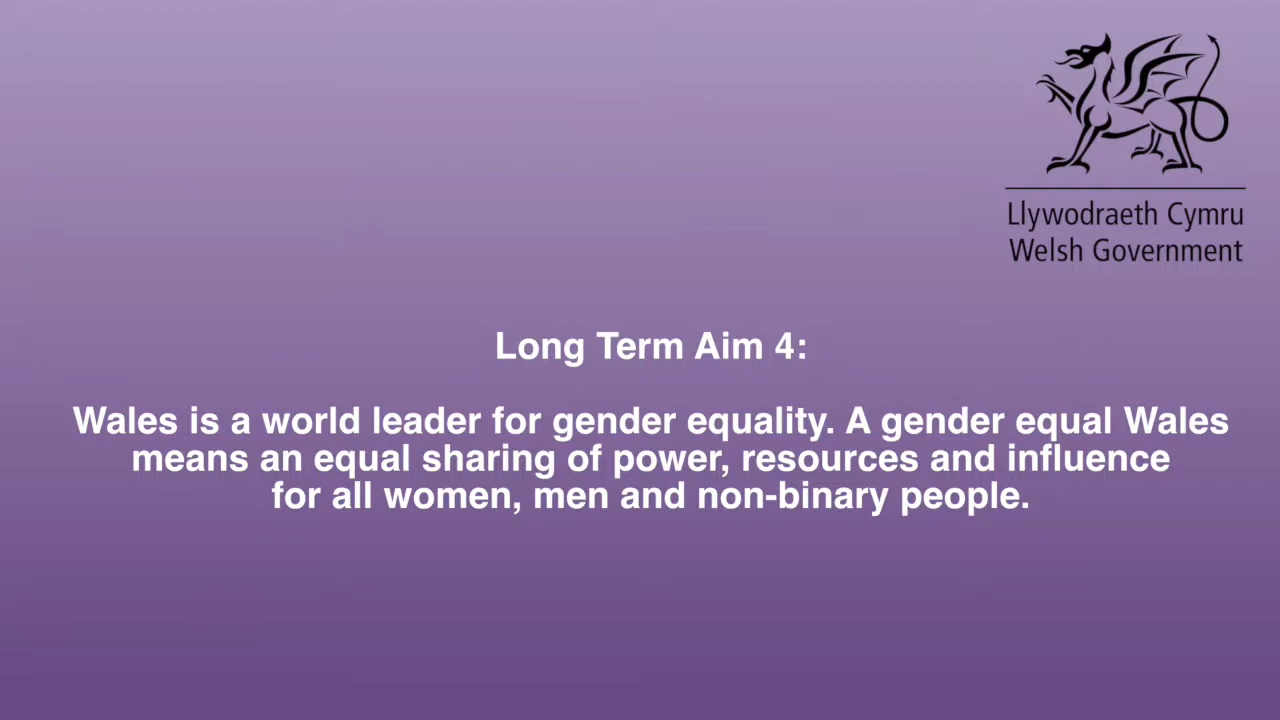 Llywodraeth Cymru
Welsh Government
Long Term Aim 4:
Wales is a world leader for gender equality. A gender equal Wales
means an equal sharing of power, resources and influence
for all women, men and non-binary people.